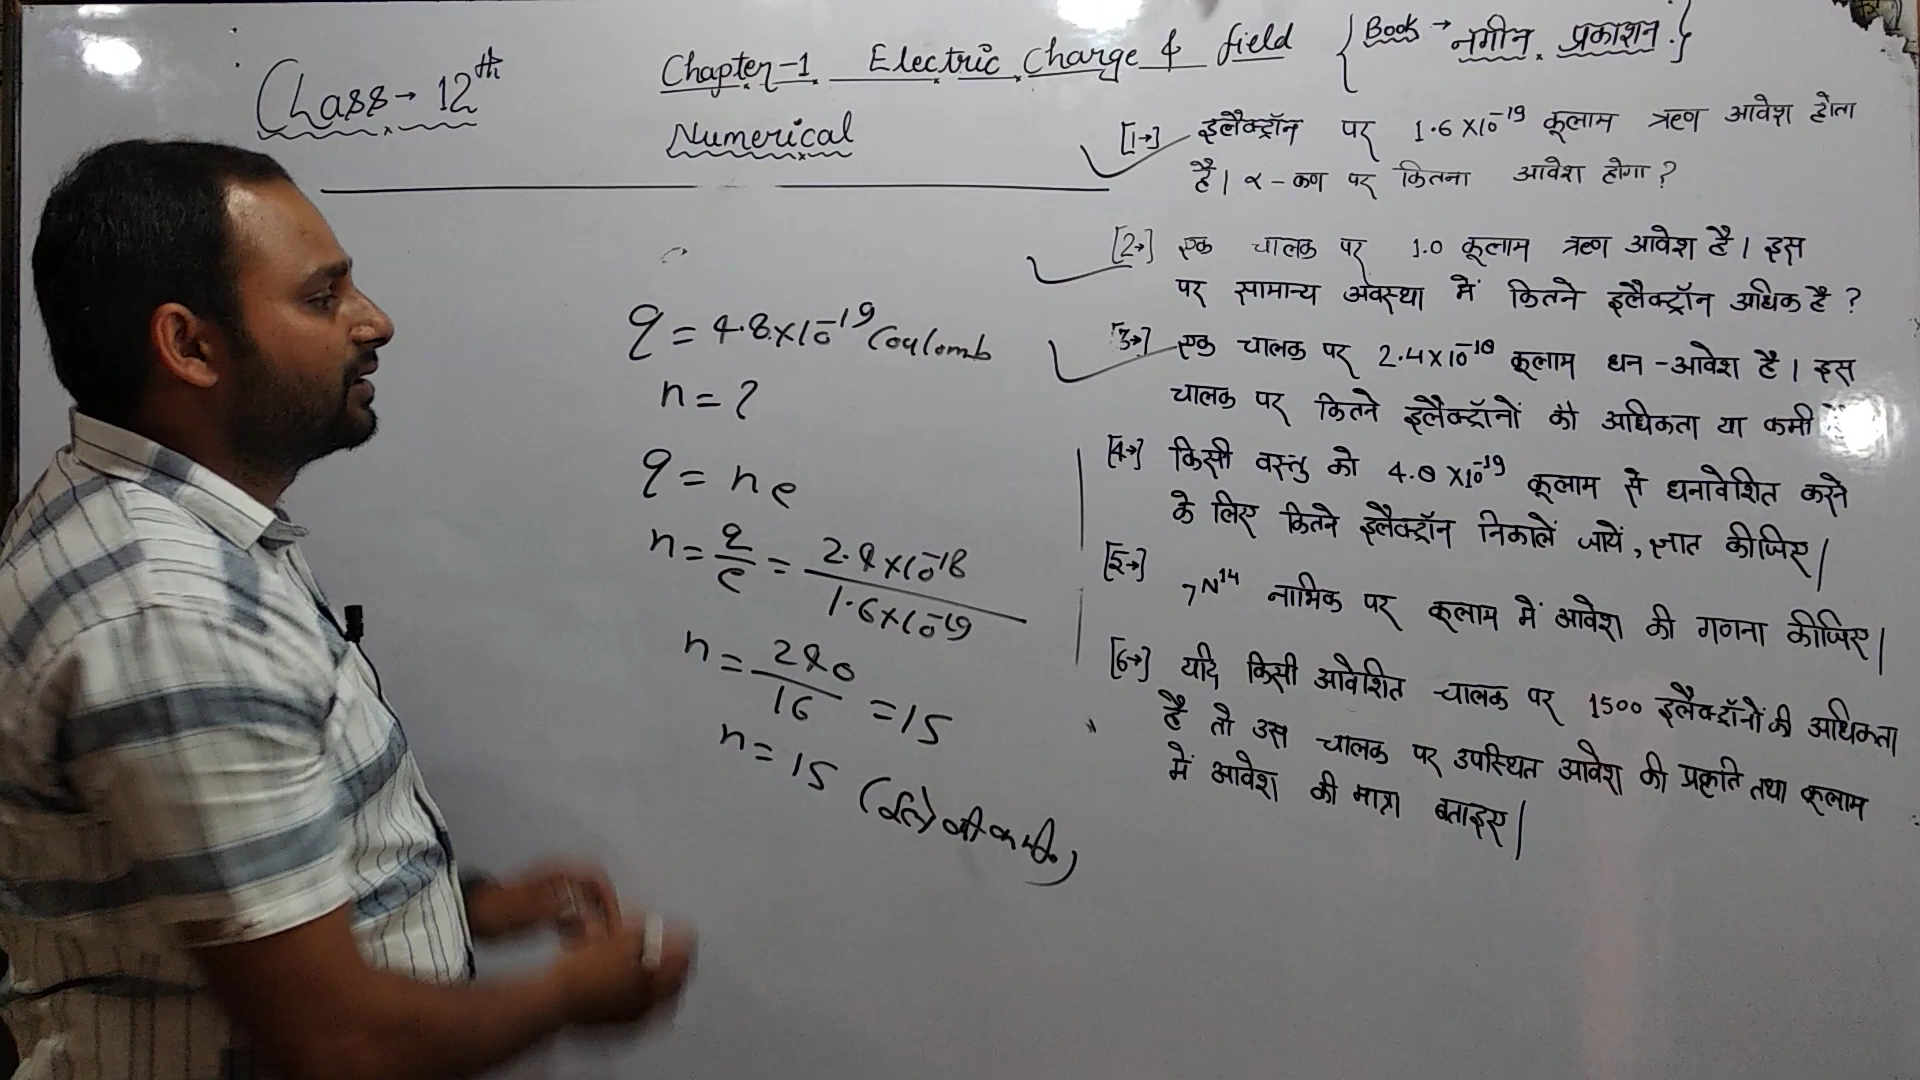 Class→ 12th
Chapter-1 Electric Charge & field
{Book → नगीन प्रकाशन.}
Numerical
[1→] इलैक्ट्रॉन पर 1.6×10⁻¹⁹ कूलाम ऋण आवेश होता
है। α-कण पर कितना आवेश होगा?
[2→] एक चालक पर 1.0 कूलाम ऋण आवेश है। इस
पर सामान्य अवस्था में कितने इलैक्ट्रॉन अधिक है?
[3→] एक चालक पर 2.4×10⁻¹⁸ कूलाम धन-आवेश है। इस
चालक पर कितने इलैक्ट्रॉनों की अधिकता या कमी
[4→] किसी वस्तु को 4.8×10⁻¹⁹ कूलाम से धनावेशित करने
के लिए कितने इलैक्ट्रॉन निकालें जायें, ज्ञात कीजिए|
[5→] ₇N¹⁴ नाभिक पर कूलाम में आवेश की गणना कीजिए|
[6→] यदि किसी आवेशित चालक पर 1500 इलैक्ट्रॉनों की अधिकता
है तो उस चालक पर उपस्थित आवेश की प्रकृति तथा कूलाम
में आवेश की मात्रा बताइए|
q = 4.8×10⁻¹⁹ Coulomb
n = ?
q = ne
n = q/e = 2.4×10⁻¹⁸/1.6×10⁻¹⁹
n = 240/16 = 15
n = 15 (इले० की कमी)